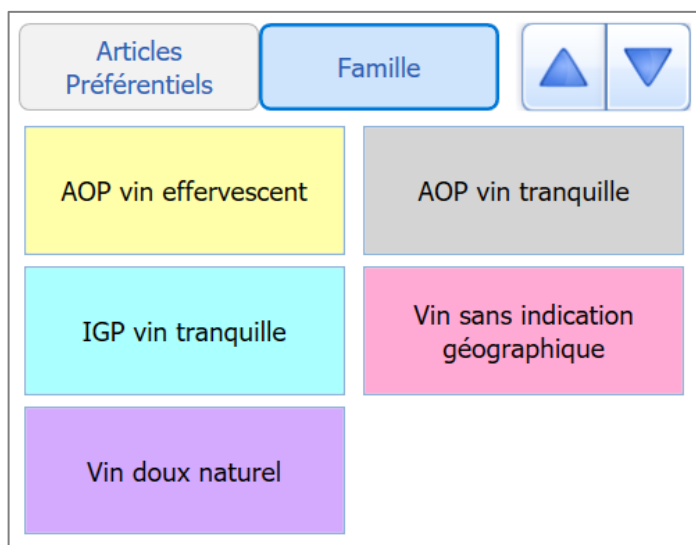 Articles
Préférentiels
Famille
AOP vin effervescent
AOP vin tranquille
IGP vin tranquille
Vin sans indication
géographique
Vin doux naturel